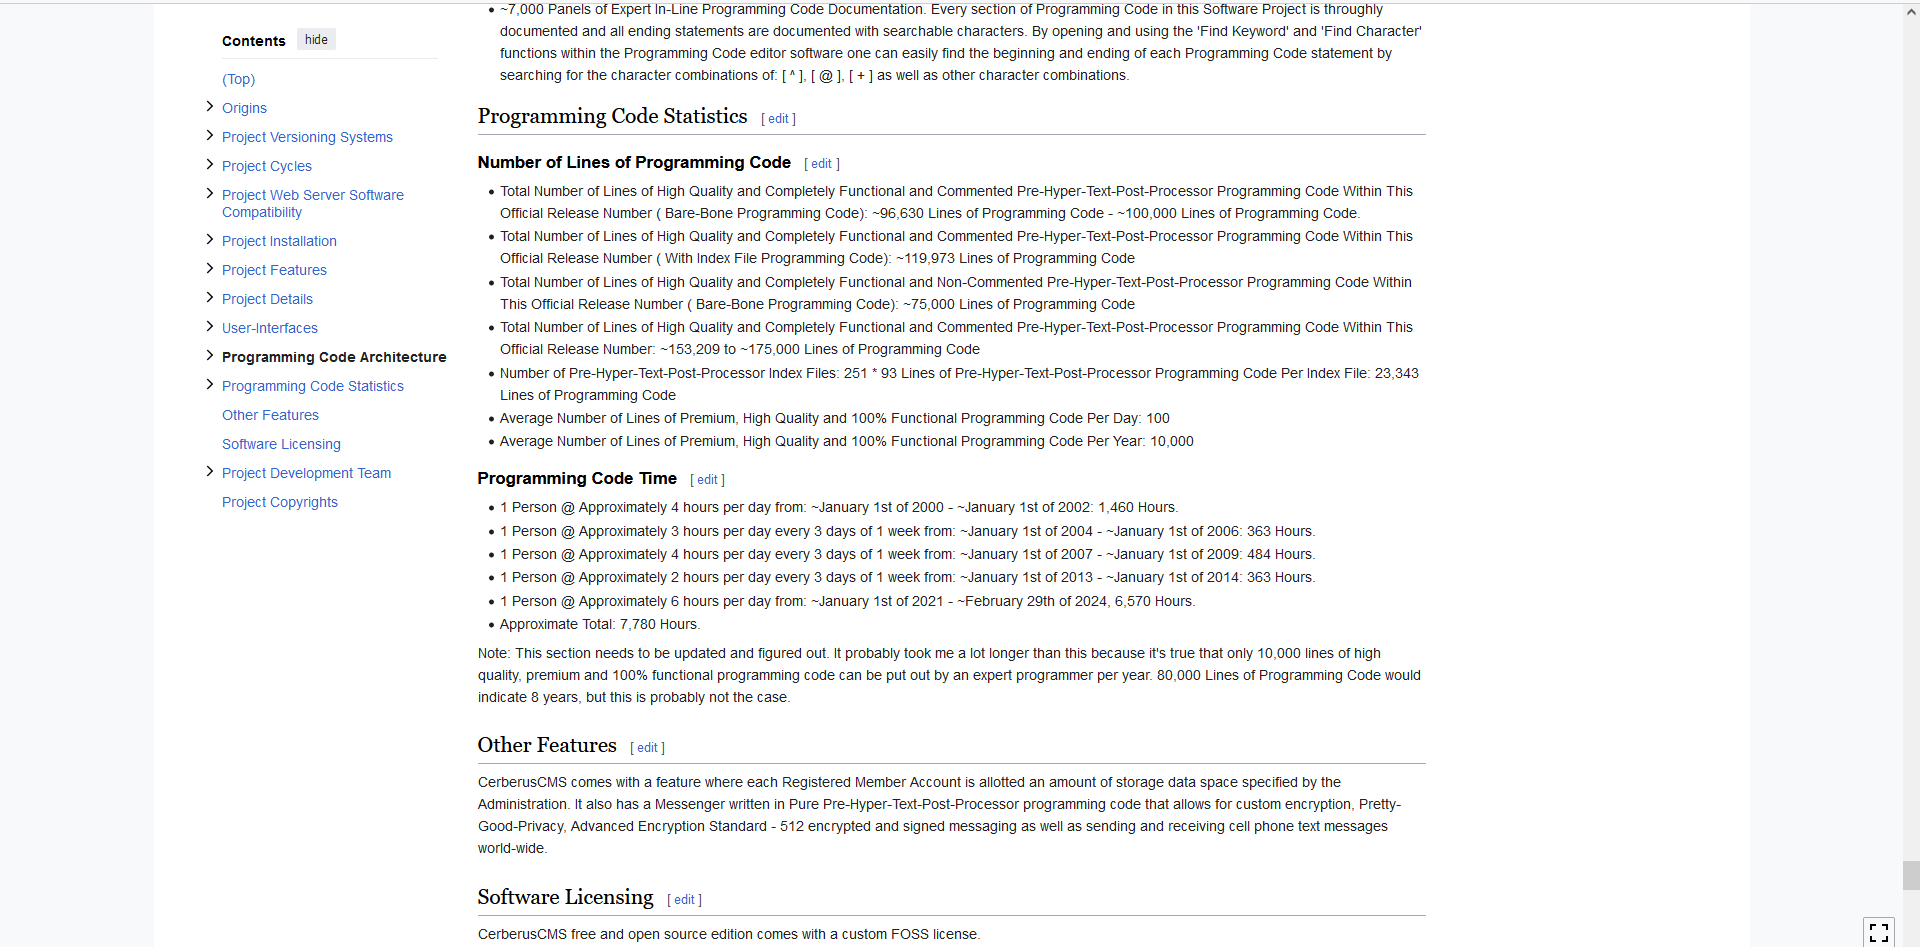 Contents hide
(Top)
Origins
Project Versioning Systems
Project Cycles
Project Web Server Software
Compatibility
Project Installation
Project Features
Project Details
User-Interfaces
Programming Code Architecture
Programming Code Statistics
Other Features
Software Licensing
Project Development Team
Project Copyrights
~7,000 Panels of Expert In-Line Programming Code Documentation. Every section of Programming Code in this Software Project is throughly
documented and all ending statements are documented with searchable characters. By opening and using the 'Find Keyword' and 'Find Character'
functions within the Programming Code editor software one can easily find the beginning and ending of each Programming Code statement by
searching for the character combinations of: [ ^ ], [ @ ], [ + ] as well as other character combinations.
Programming Code Statistics [ edit ]
Number of Lines of Programming Code [ edit ]
Total Number of Lines of High Quality and Completely Functional and Commented Pre-Hyper-Text-Post-Processor Programming Code Within This
Official Release Number ( Bare-Bone Programming Code): ~96,630 Lines of Programming Code - ~100,000 Lines of Programming Code.
Total Number of Lines of High Quality and Completely Functional and Commented Pre-Hyper-Text-Post-Processor Programming Code Within This
Official Release Number ( With Index File Programming Code): ~119,973 Lines of Programming Code
Total Number of Lines of High Quality and Completely Functional and Non-Commented Pre-Hyper-Text-Post-Processor Programming Code Within
This Official Release Number ( Bare-Bone Programming Code): ~75,000 Lines of Programming Code
Total Number of Lines of High Quality and Completely Functional and Commented Pre-Hyper-Text-Post-Processor Programming Code Within This
Official Release Number: ~153,209 to ~175,000 Lines of Programming Code
Number of Pre-Hyper-Text-Post-Processor Index Files: 251 * 93 Lines of Pre-Hyper-Text-Post-Processor Programming Code Per Index File: 23,343
Lines of Programming Code
Average Number of Lines of Premium, High Quality and 100% Functional Programming Code Per Day: 100
Average Number of Lines of Premium, High Quality and 100% Functional Programming Code Per Year: 10,000
Programming Code Time [ edit ]
1 Person @ Approximately 4 hours per day from: ~January 1st of 2000 - ~January 1st of 2002: 1,460 Hours.
1 Person @ Approximately 3 hours per day every 3 days of 1 week from: ~January 1st of 2004 - ~January 1st of 2006: 363 Hours.
1 Person @ Approximately 4 hours per day every 3 days of 1 week from: ~January 1st of 2007 - ~January 1st of 2009: 484 Hours.
1 Person @ Approximately 2 hours per day every 3 days of 1 week from: ~January 1st of 2013 - ~January 1st of 2014: 363 Hours.
1 Person @ Approximately 6 hours per day from: ~January 1st of 2021 - ~February 29th of 2024, 6,570 Hours.
Approximate Total: 7,780 Hours.
Note: This section needs to be updated and figured out. It probably took me a lot longer than this because it's true that only 10,000 lines of high
quality, premium and 100% functional programming code can be put out by an expert programmer per year. 80,000 Lines of Programming Code would
indicate 8 years, but this is probably not the case.
Other Features [ edit ]
CerberusCMS comes with a feature where each Registered Member Account is allotted an amount of storage data space specified by the
Administration. It also has a Messenger written in Pure Pre-Hyper-Text-Post-Processor programming code that allows for custom encryption, Pretty-
Good-Privacy, Advanced Encryption Standard - 512 encrypted and signed messaging as well as sending and receiving cell phone text messages
world-wide.
Software Licensing [ edit ]
CerberusCMS free and open source edition comes with a custom FOSS license.